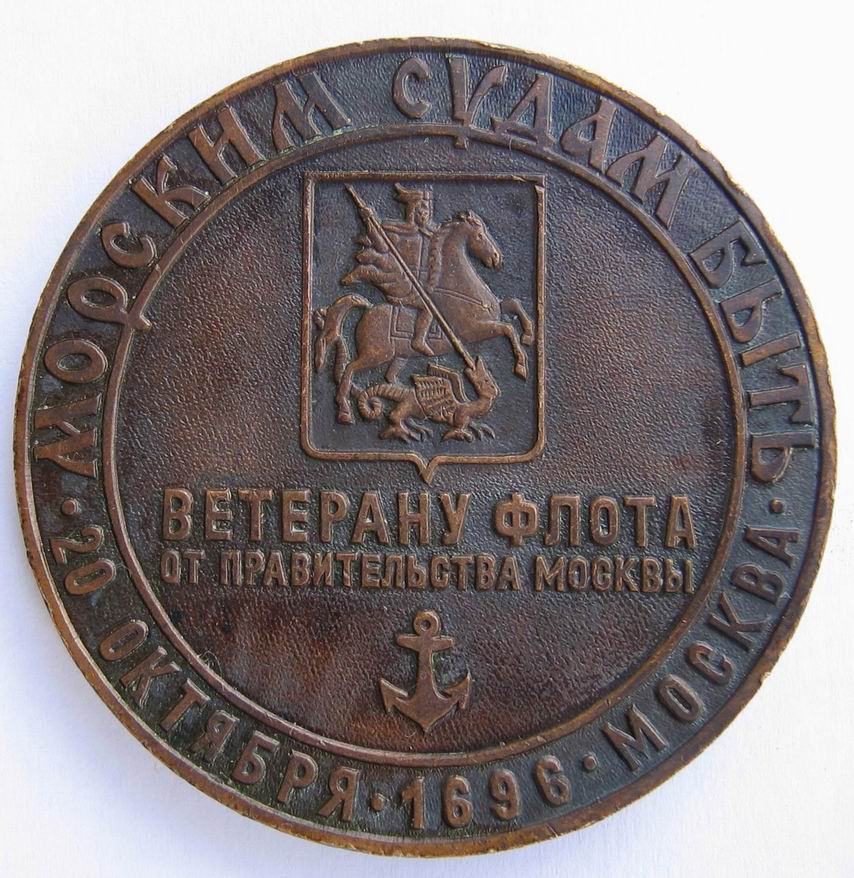 МОРСКИМ СУДАМ БЫТЬ
ВЕТЕРАНУ ФЛОТА
ОТ ПРАВИТЕЛЬСТВА МОСКВЫ
· 20 ОКТЯБРЯ · 1696 · МОСКВА ·